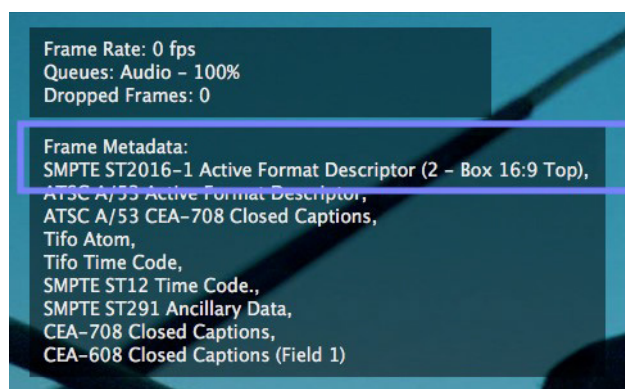 Frame Rate: 0 fps
Queues: Audio – 100%
Dropped Frames: 0
Frame Metadata:
SMPTE ST2016-1 Active Format Descriptor (2 – Box 16:9 Top),
ATSC A/53 Active Format Descriptor,
ATSC A/53 CEA-708 Closed Captions,
Tifo Atom,
Tifo Time Code,
SMPTE ST12 Time Code.,
SMPTE ST291 Ancillary Data,
CEA-708 Closed Captions,
CEA-608 Closed Captions (Field 1)